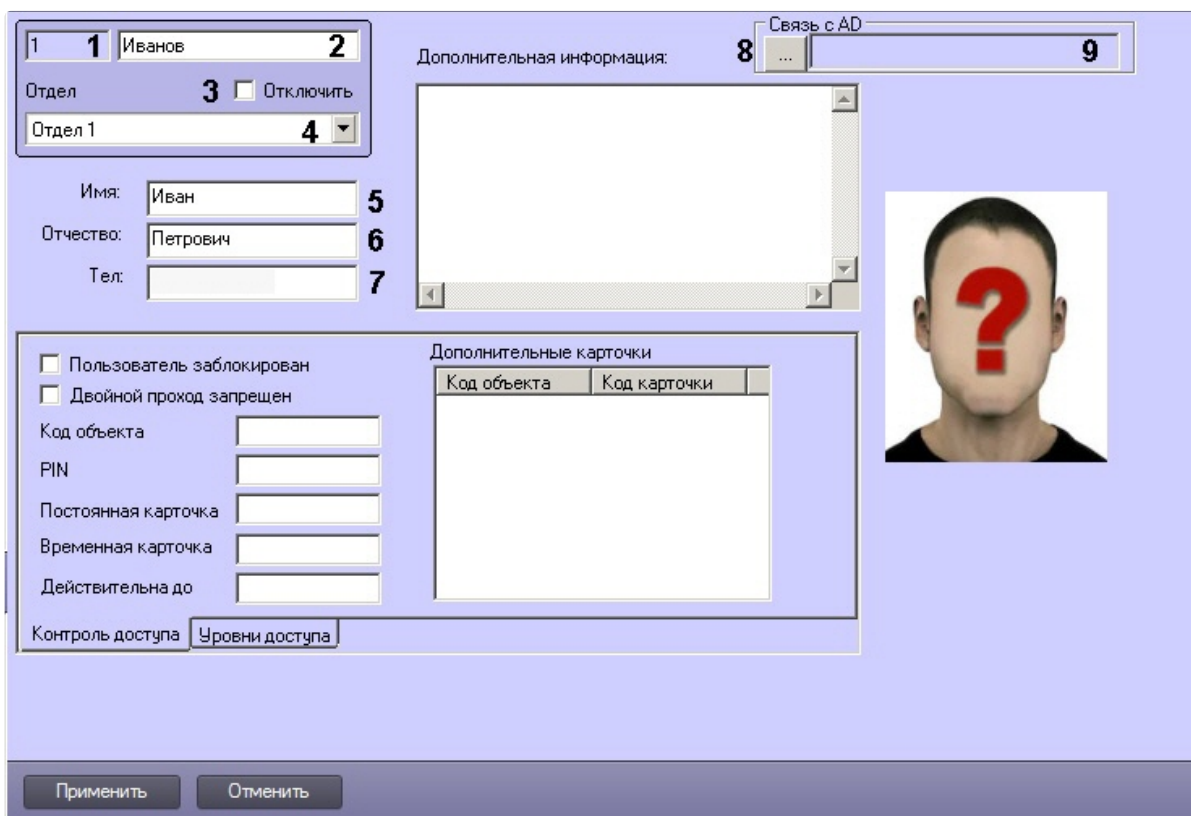 1 1 Иванов 2
Отдел 3 Отключить
Отдел 1 4
Имя: Иван 5
Отчество: Петрович 6
Тел: 7
Дополнительная информация:
Связь с AD
8 ... 9
?
Пользователь заблокирован
Двойной проход запрещен
Код объекта
PIN
Постоянная карточка
Временная карточка
Действительна до
Дополнительные карточки
Код объекта Код карточки
Контроль доступа Уровни доступа
Применить Отменить